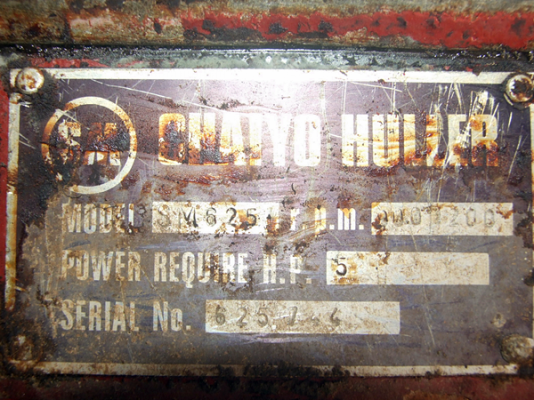 CHAIYO HULLER
MODEL SM625 r.p.m.
POWER REQUIRE H.P. 5
SERIAL No.